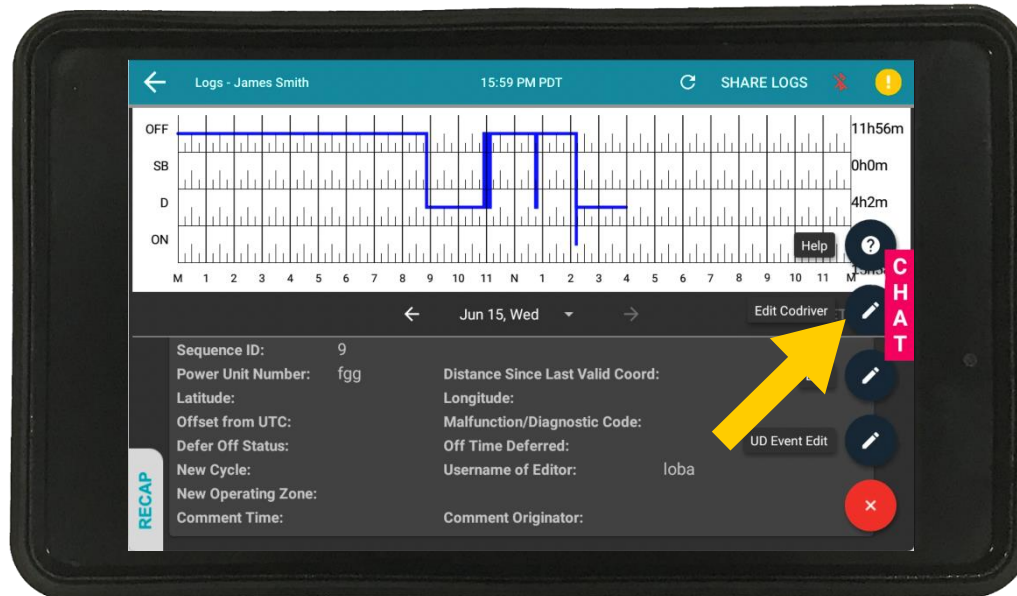 Logs - James Smith 15:59 PM PDT SHARE LOGS
OFF 11h56m
SB 0h0m
D 4h2m
ON
Help
M 1 2 3 4 5 6 7 8 9 10 11 N 1 2 3 4 5 6 7 8 9 10 11 M
CHAT
Jun 15, Wed
Edit Codriver
Sequence ID: 9
Power Unit Number: fgg Distance Since Last Valid Coord:
Latitude: Longitude:
Offset from UTC: Malfunction/Diagnostic Code:
Defer Off Status: Off Time Deferred:
UD Event Edit
New Cycle: Username of Editor: loba
New Operating Zone:
Comment Time: Comment Originator:
RECAP